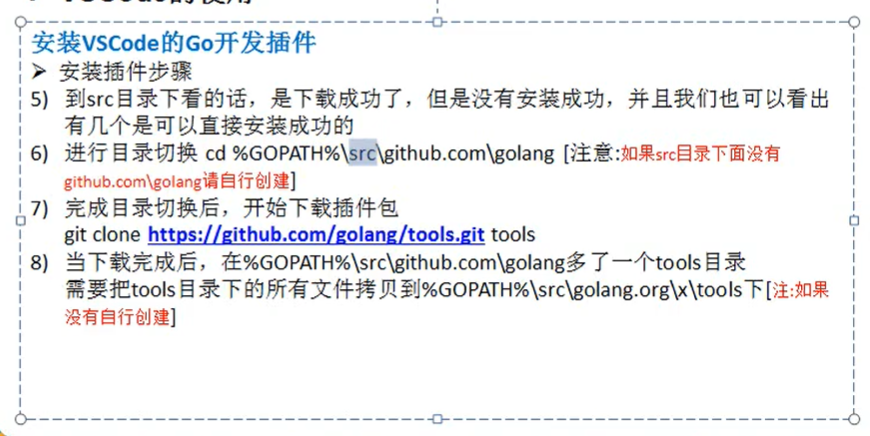 VSCode的使用
安装VSCode的Go开发插件
➢ 安装插件步骤
5) 到src目录下看的话，是下载成功了，但是没有安装成功，并且我们也可以看出
有几个是可以直接安装成功的
6) 进行目录切换 cd %GOPATH%\src\github.com\golang [注意:如果src目录下面没有
github.com\golang请自行创建]
7) 完成目录切换后，开始下载插件包
git clone https://github.com/golang/tools.git tools
8) 当下载完成后，在%GOPATH%\src\github.com\golang多了一个tools目录
需要把tools目录下的所有文件拷贝到%GOPATH%\src\golang.org\x\tools下[注:如果
没有自行创建]